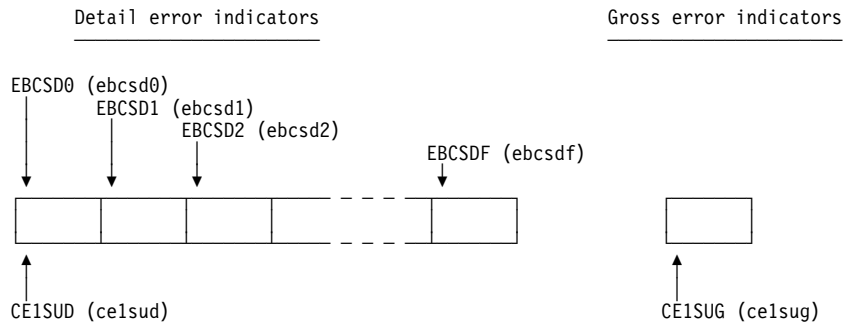 Detail error indicators
Gross error indicators
EBCSD0 (ebcsd0)
EBCSD1 (ebcsd1)
EBCSD2 (ebcsd2)
EBCSDF (ebcsdf)
CE1SUD (ce1sud)
CE1SUG (ce1sug)